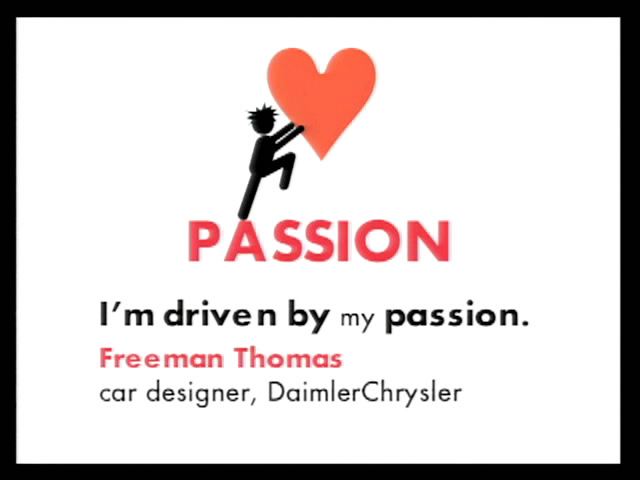 PASSION
I'm driven by my passion.
Freeman Thomas
car designer, DaimlerChrysler